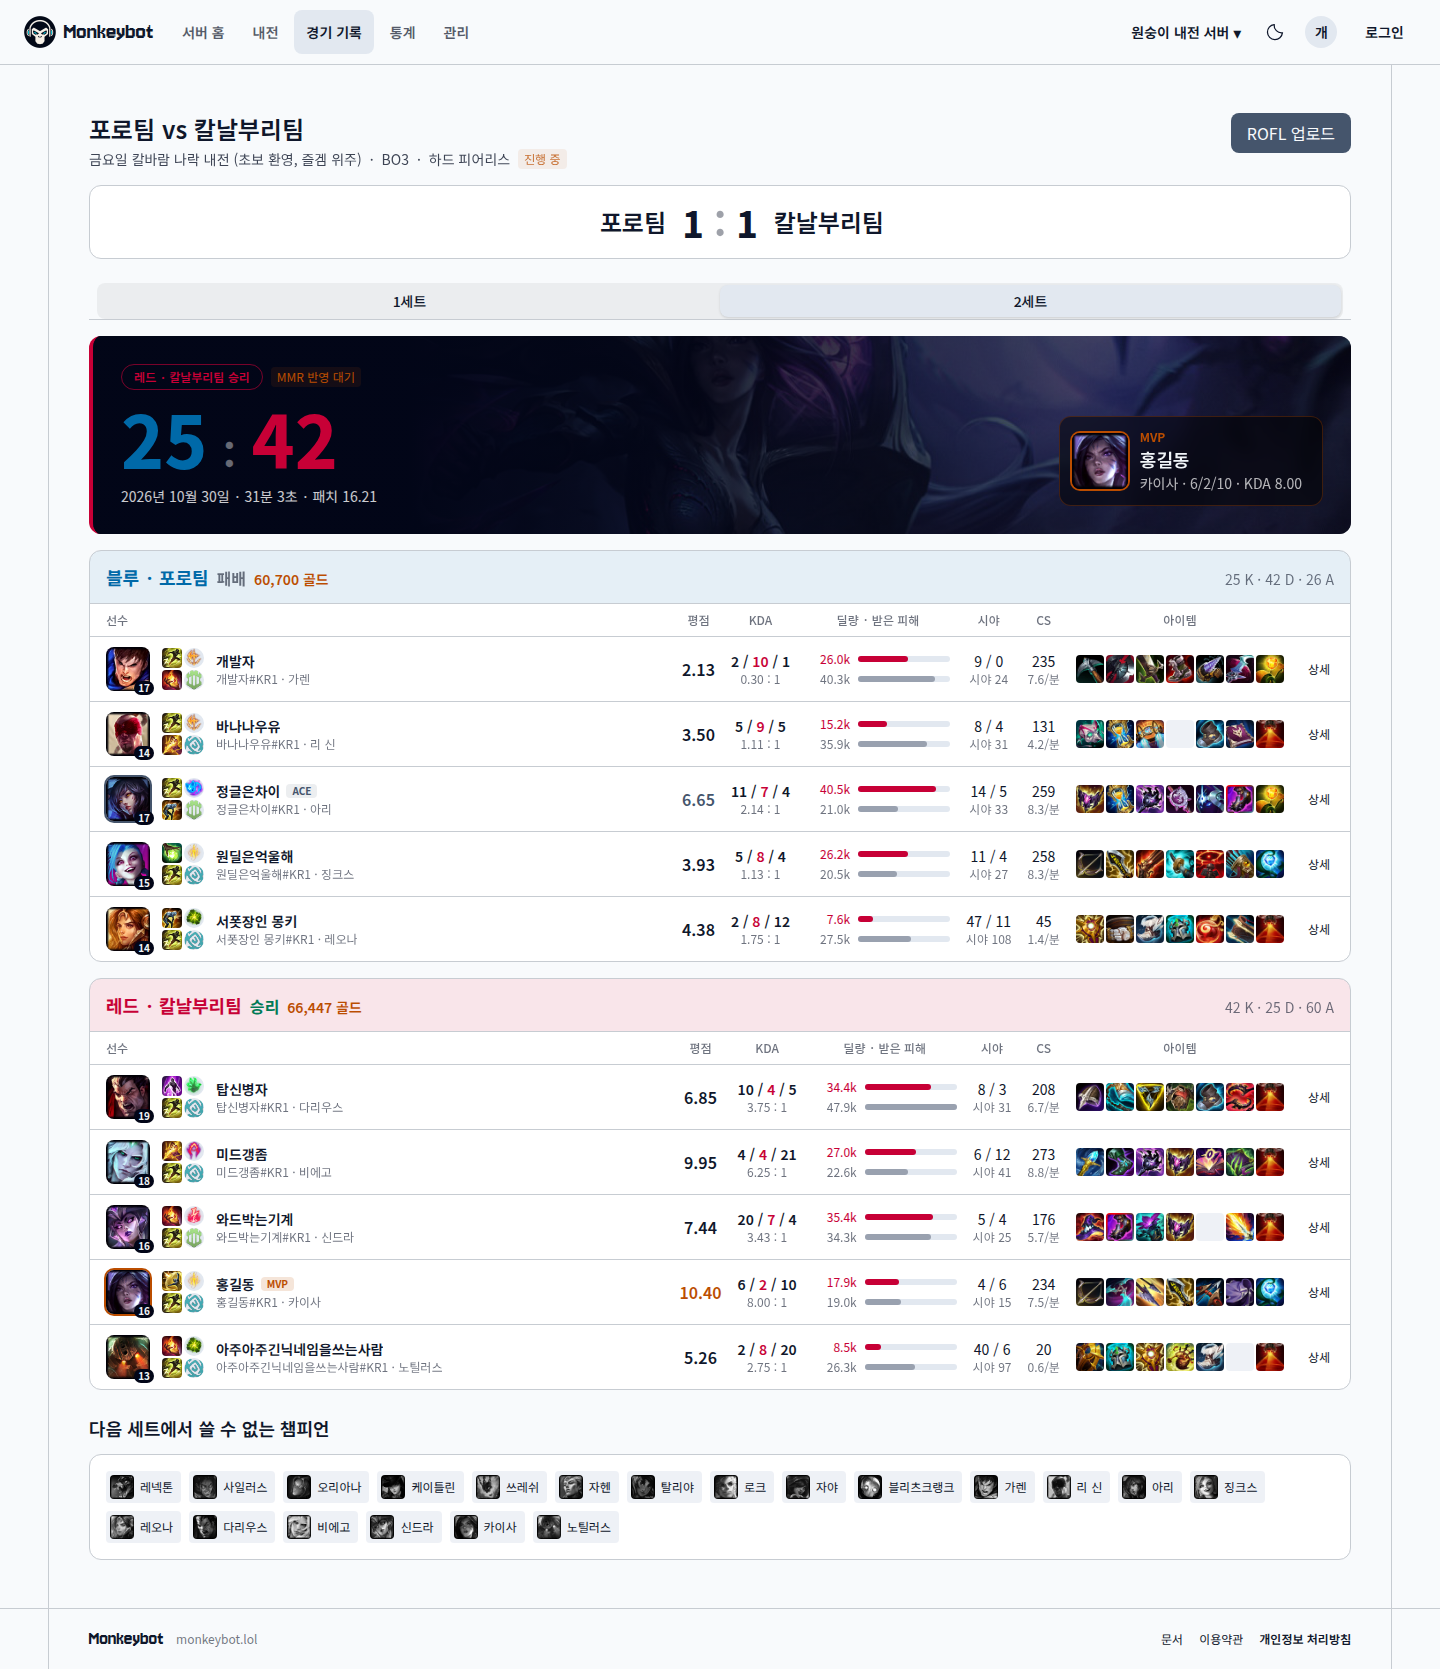 Monkeybot 서버 홈 내전 경기 기록 통계 관리 원숭이 내전 서버 ▾ 개 로그인
포로팀 vs 칼날부리팀
ROFL 업로드
금요일 칼바람 나락 내전 (초보 환영, 즐겜 위주) · BO3 · 하드 피어리스 진행 중
포로팀 1 : 1 칼날부리팀
1세트 2세트
레드 · 칼날부리팀 승리 MMR 반영 대기
25 : 42
2026년 10월 30일 · 31분 3초 · 패치 16.21
MVP
홍길동
카이사 · 6/2/10 · KDA 8.00
블루 · 포로팀 패배 60,700 골드 25 K · 42 D · 26 A
선수 평점 KDA 딜량 · 받은 피해 시야 CS 아이템
17 개발자 2.13 2 / 10 / 1 26.0k 9 / 0 235 상세
개발자#KR1 · 가렌 0.30 : 1 40.3k 시야 24 7.6/분
14 바나나우유 3.50 5 / 9 / 5 15.2k 8 / 4 131 상세
바나나우유#KR1 · 리 신 1.11 : 1 35.9k 시야 31 4.2/분
17 정글은차이 ACE 6.65 11 / 7 / 4 40.5k 14 / 5 259 상세
정글은차이#KR1 · 아리 2.14 : 1 21.0k 시야 33 8.3/분
15 원딜은억울해 3.93 5 / 8 / 4 26.2k 11 / 4 258 상세
원딜은억울해#KR1 · 징크스 1.13 : 1 20.5k 시야 27 8.3/분
14 서폿장인 몽키 4.38 2 / 8 / 12 7.6k 47 / 11 45 상세
서폿장인 몽키#KR1 · 레오나 1.75 : 1 27.5k 시야 108 1.4/분
레드 · 칼날부리팀 승리 66,447 골드 42 K · 25 D · 60 A
선수 평점 KDA 딜량 · 받은 피해 시야 CS 아이템
19 탑신병자 6.85 10 / 4 / 5 34.4k 8 / 3 208 상세
탑신병자#KR1 · 다리우스 3.75 : 1 47.9k 시야 31 6.7/분
18 미드갱좀 9.95 4 / 4 / 21 27.0k 6 / 12 273 상세
미드갱좀#KR1 · 비에고 6.25 : 1 22.6k 시야 41 8.8/분
16 와드박는기계 7.44 20 / 7 / 4 35.4k 5 / 4 176 상세
와드박는기계#KR1 · 신드라 3.43 : 1 34.3k 시야 25 5.7/분
16 홍길동 MVP 10.40 6 / 2 / 10 17.9k 4 / 6 234 상세
홍길동#KR1 · 카이사 8.00 : 1 19.0k 시야 15 7.5/분
13 아주아주긴닉네임을쓰는사람 5.26 2 / 8 / 20 8.5k 40 / 6 20 상세
아주아주긴닉네임을쓰는사람#KR1 · 노틸러스 2.75 : 1 26.3k 시야 97 0.6/분
다음 세트에서 쓸 수 없는 챔피언
레넥톤 사일러스 오리아나 케이틀린 쓰레쉬 자헨 탈리야 로크 자야 블리츠크랭크 가렌 리 신 아리 징크스
레오나 다리우스 비에고 신드라 카이사 노틸러스
Monkeybot monkeybot.lol 문서 이용약관 개인정보 처리방침